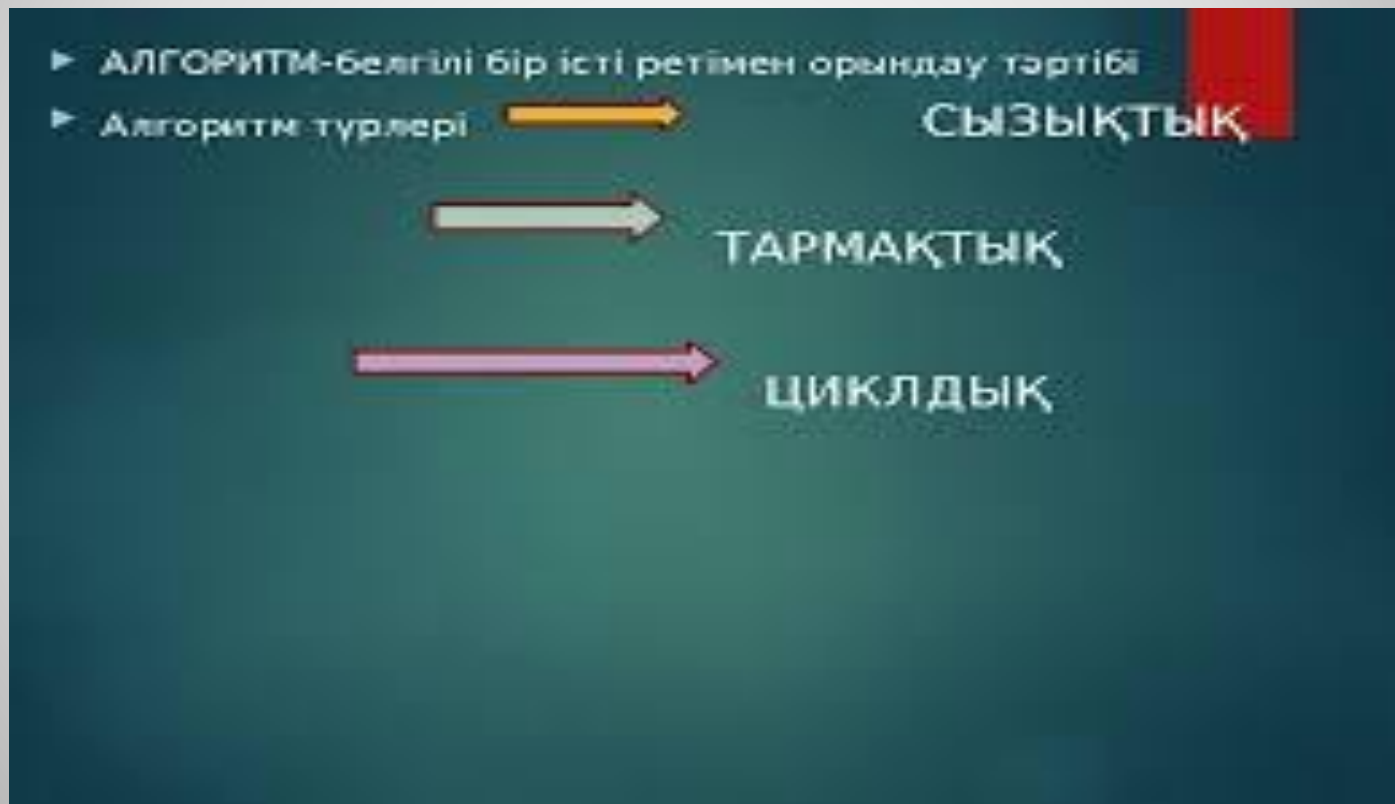 АЛГОРИТМ-белгілі бір істі ретімен орындау тәртібі
Алгоритм түрлері СЫЗЫҚТЫҚ
ТАРМАҚТЫҚ
ЦИКЛДЫҚ